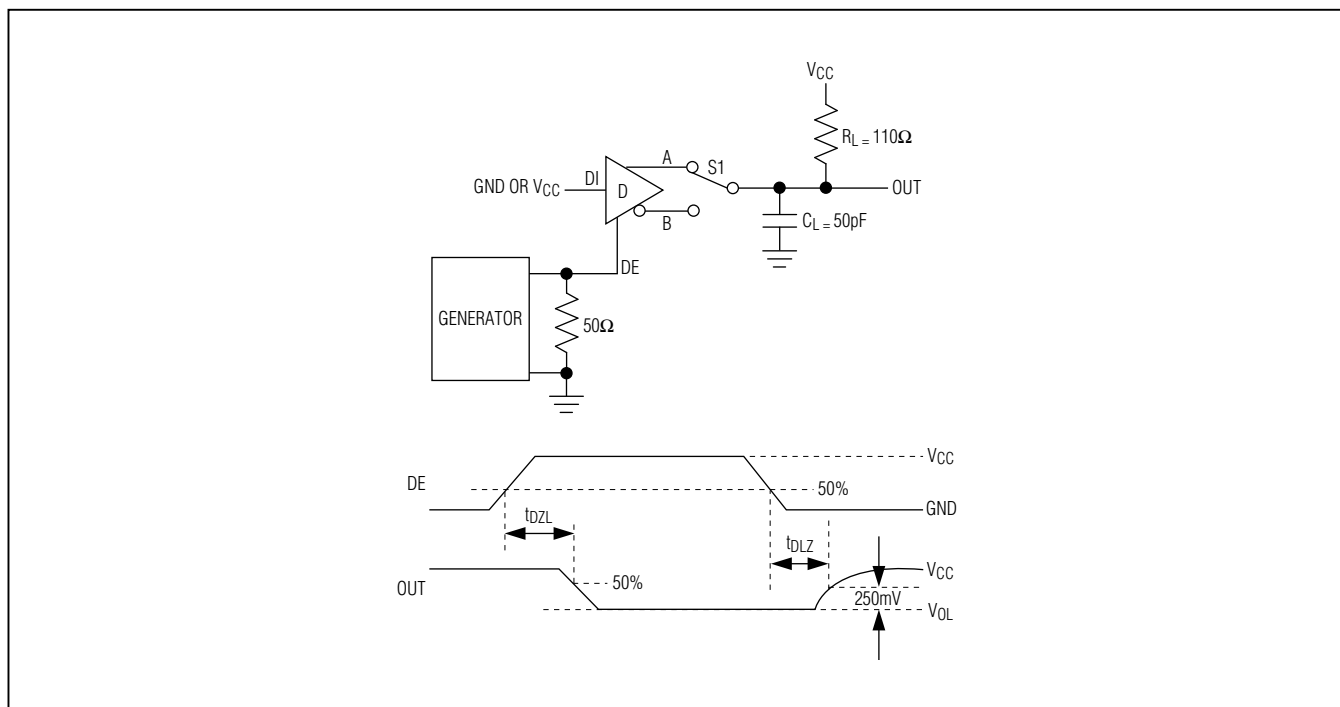 VCC
RL = 110Ω
A
S1
GND OR VCC
DI
D
OUT
B
CL = 50pF
DE
GENERATOR
50Ω
VCC
DE
50%
GND
tDZL
tDLZ
VCC
OUT
50%
250mV
VOL